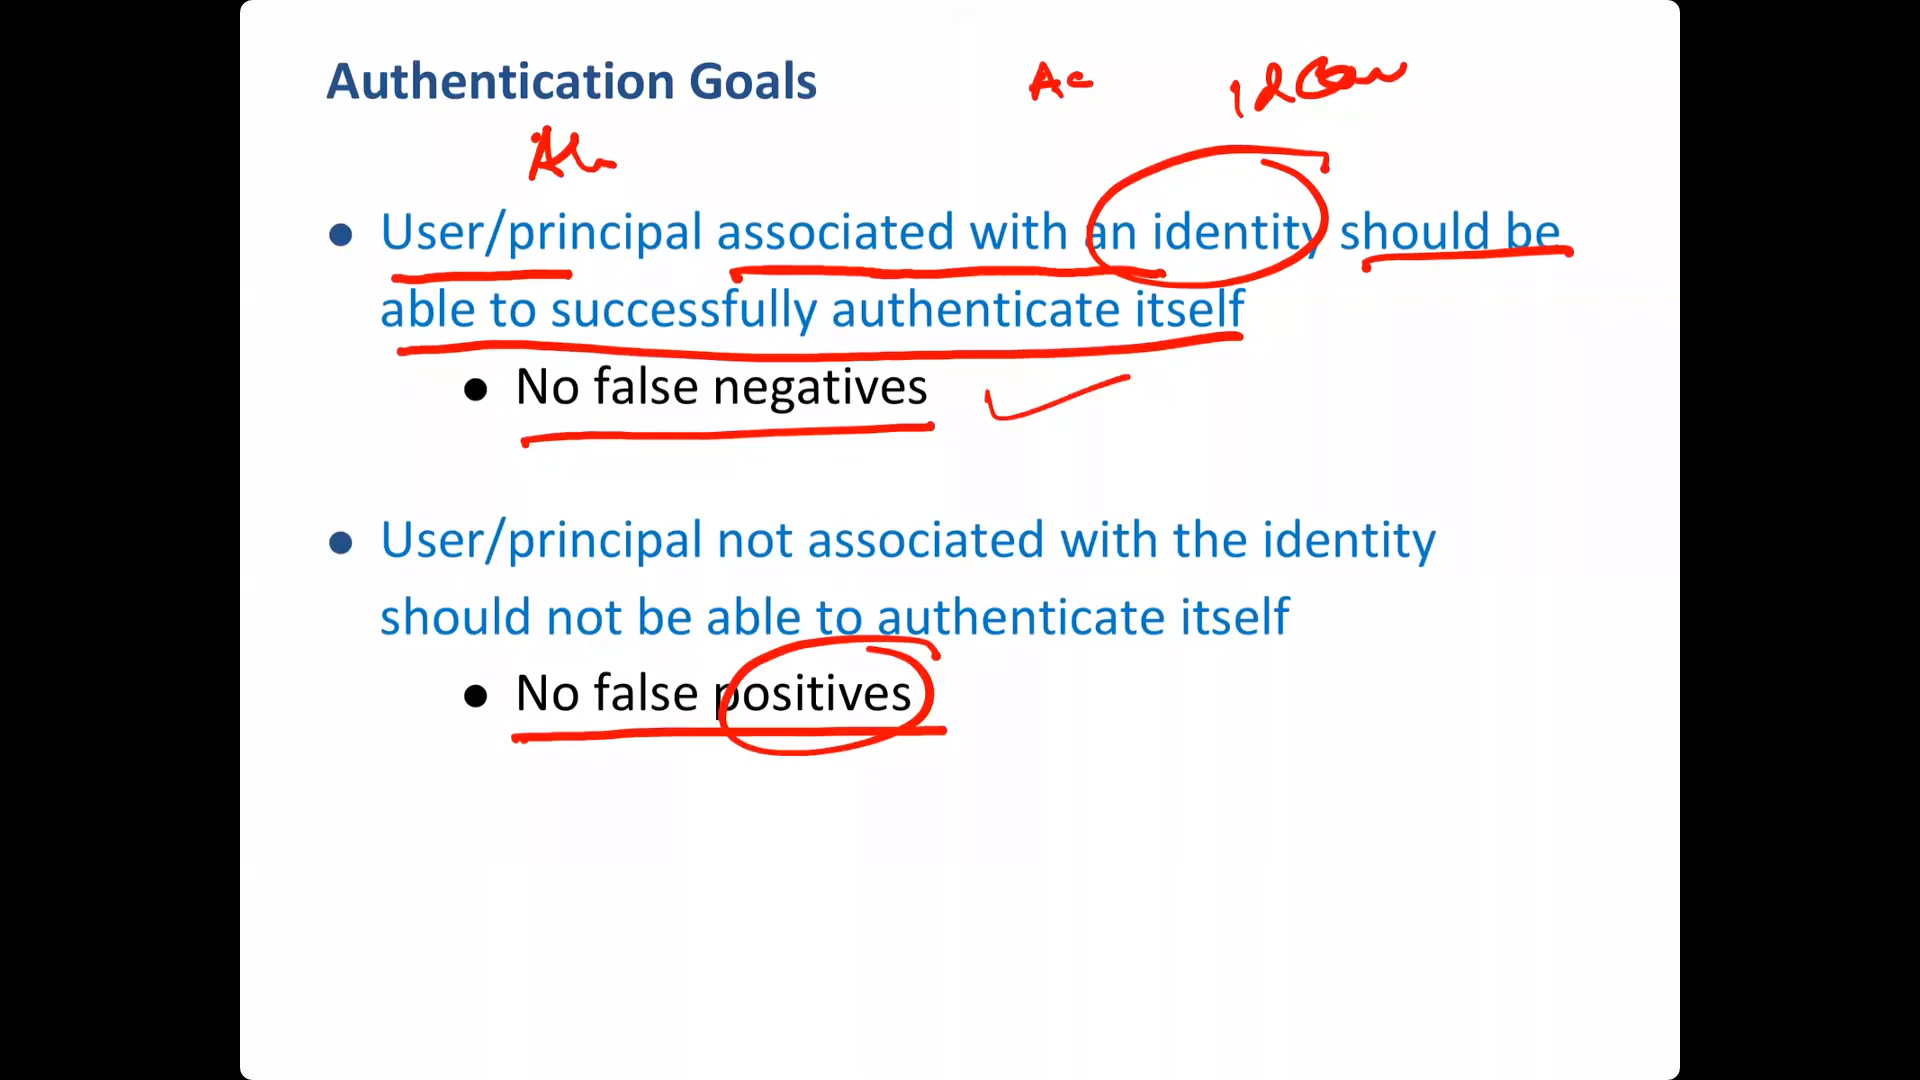 Authentication Goals
● User/principal associated with an identity should be
able to successfully authenticate itself
● No false negatives
● User/principal not associated with the identity
should not be able to authenticate itself
● No false positives